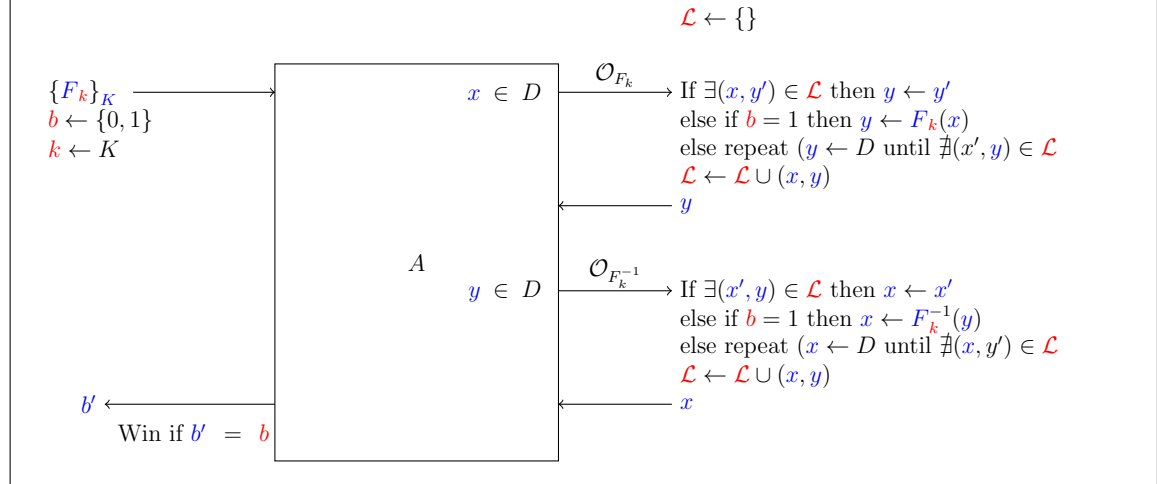 𝓛 ← {}
{F_k}_K
b ← {0, 1}
k ← K
x ∈ D
𝒪_{F_k}
If ∃(x, y′) ∈ 𝓛 then y ← y′
else if b = 1 then y ← F_k(x)
else repeat (y ← D until ∄(x′, y) ∈ 𝓛
𝓛 ← 𝓛 ∪ (x, y)
y
A
y ∈ D
𝒪_{F_k^{-1}}
If ∃(x′, y) ∈ 𝓛 then x ← x′
else if b = 1 then x ← F_k^{-1}(y)
else repeat (x ← D until ∄(x, y′) ∈ 𝓛
𝓛 ← 𝓛 ∪ (x, y)
x
b′
Win if b′ = b